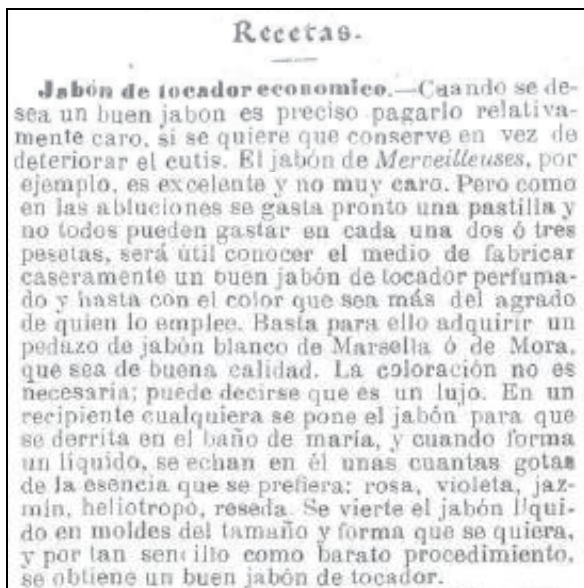 Recetas.
Jabón de tocador economico.—Cuando se de-
sea un buen jabon es preciso pagarlo relativa-
mente caro, si se quiere que conserve en vez de
deteriorar el cutis. El jabón de Merveilleuses, por
ejemplo, es excelente y no muy caro. Pero como
en las abluciones se gasta pronto una pastilla y
no todos pueden gastar en cada una dos ó tres
pesetas, será útil conocer el medio de fabricar
caseramente un buen jabón de tocador perfuma-
do y hasta con el color que sea más del agrado
de quien lo emplee. Basta para ello adquirir un
pedazo de jabón blanco de Marsella ó de Mora,
que sea de buena calidad. La coloración no es
necesaria; puede decirse que es un lujo. En un
recipiente cualquiera se pone el jabón para que
se derrita en el baño de maría, y cuando forma
un líquido, se echan en él unas cuantas gotas
de la esencia que se prefiera: rosa, violeta, jaz-
mín, heliotropo, reseda. Se vierte el jabón líqui-
do en moldes del tamaño y forma que se quiera,
y por tan sencillo como barato procedimiento,
se obtiene un buen jabón de tocador.